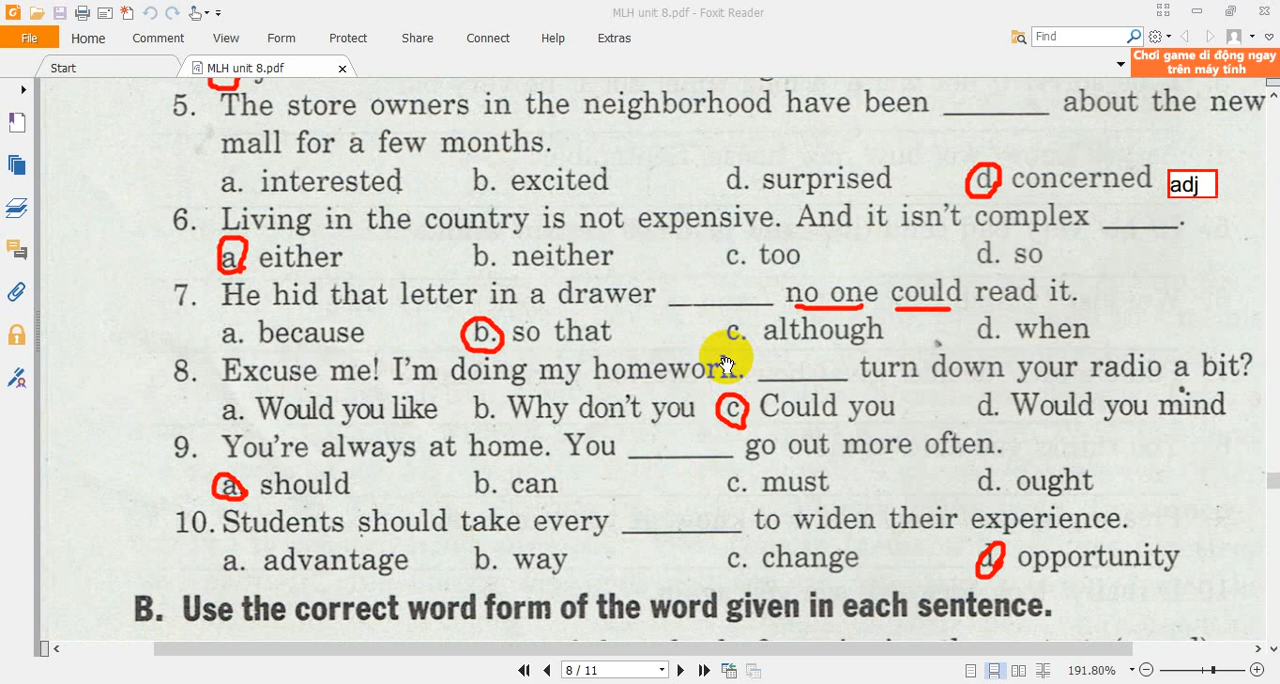 MLH unit 8.pdf - Foxit Reader
File Home Comment View Form Protect Share Connect Help Extras Find
Start MLH unit 8.pdf
Chơi game di động ngay
trên máy tính
5. The store owners in the neighborhood have been ______ about the new
mall for a few months.
a. interested b. excited d. surprised d. concerned adj
6. Living in the country is not expensive. And it isn't complex _____.
a. either b. neither c. too d. so
7. He hid that letter in a drawer ______ no one could read it.
a. because b. so that c. although d. when
8. Excuse me! I'm doing my homework. _____ turn down your radio a bit?
a. Would you like b. Why don't you c Could you d. Would you mind
9. You're always at home. You ______ go out more often.
a. should b. can c. must d. ought
10. Students should take every ______ to widen their experience.
a. advantage b. way c. change d. opportunity
B. Use the correct word form of the word given in each sentence.
8 / 11 191.80%